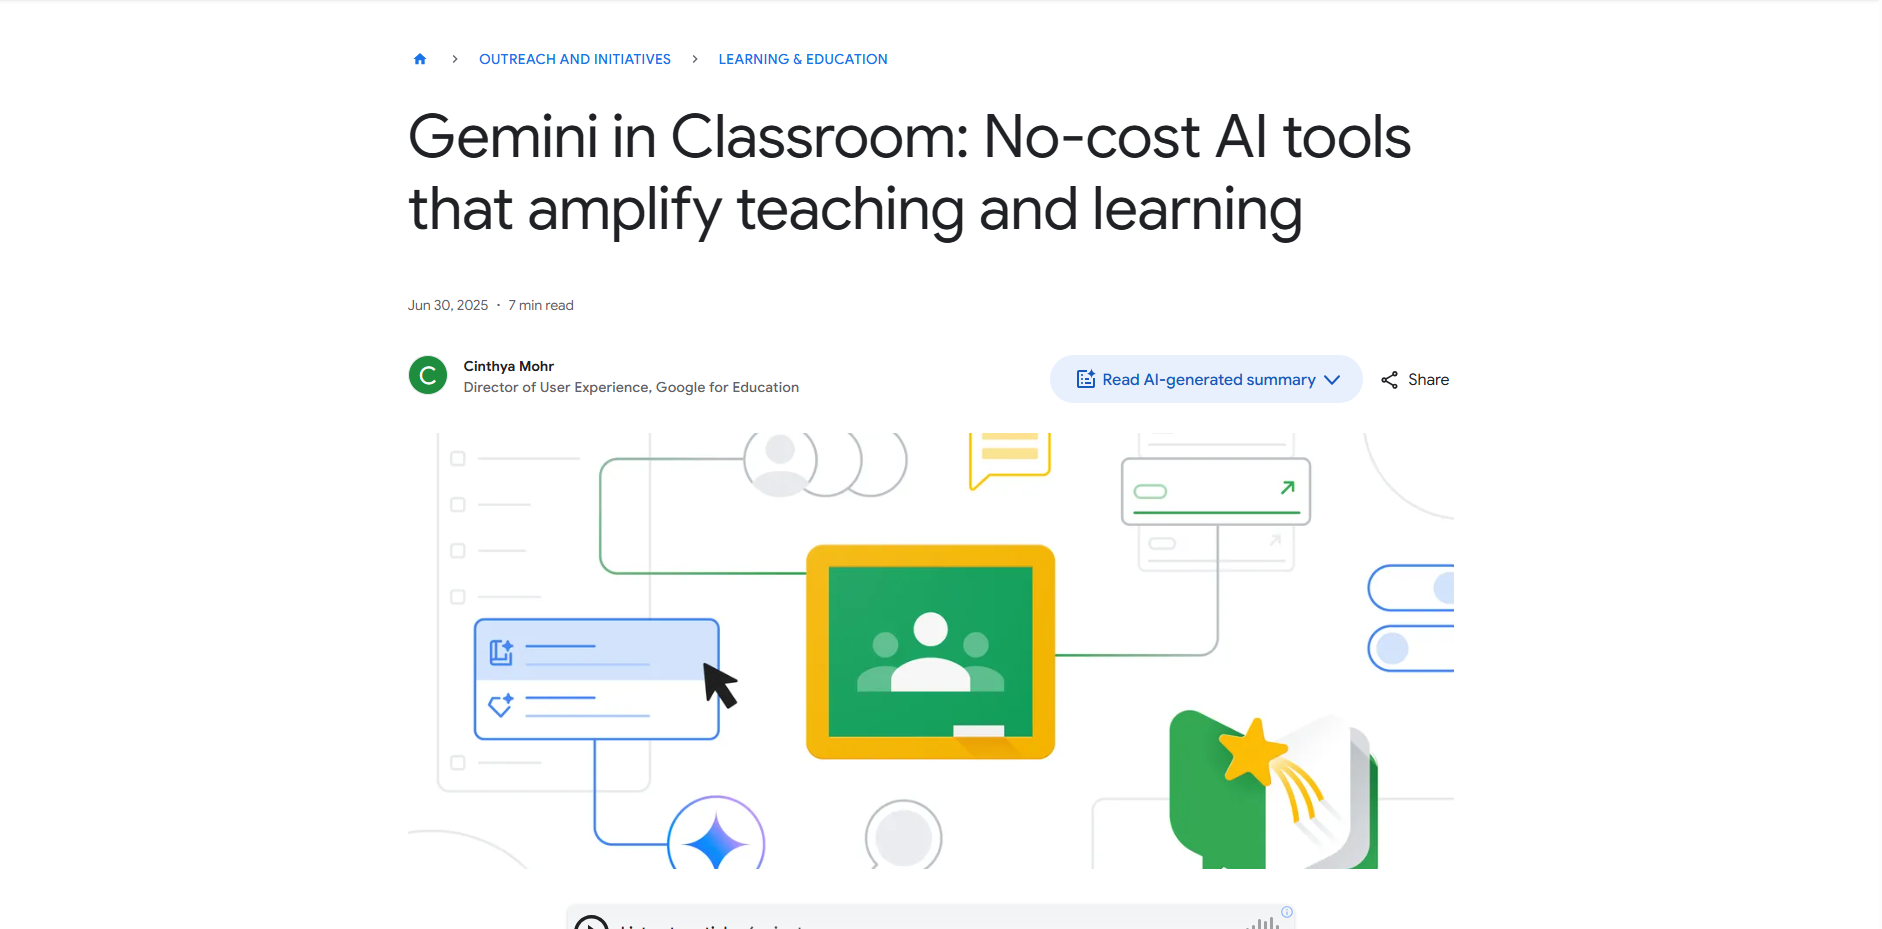 OUTREACH AND INITIATIVES > LEARNING & EDUCATION
Gemini in Classroom: No-cost AI tools
that amplify teaching and learning
Jun 30, 2025 · 7 min read
C
Cinthya Mohr
Director of User Experience, Google for Education
Read AI-generated summary
Share